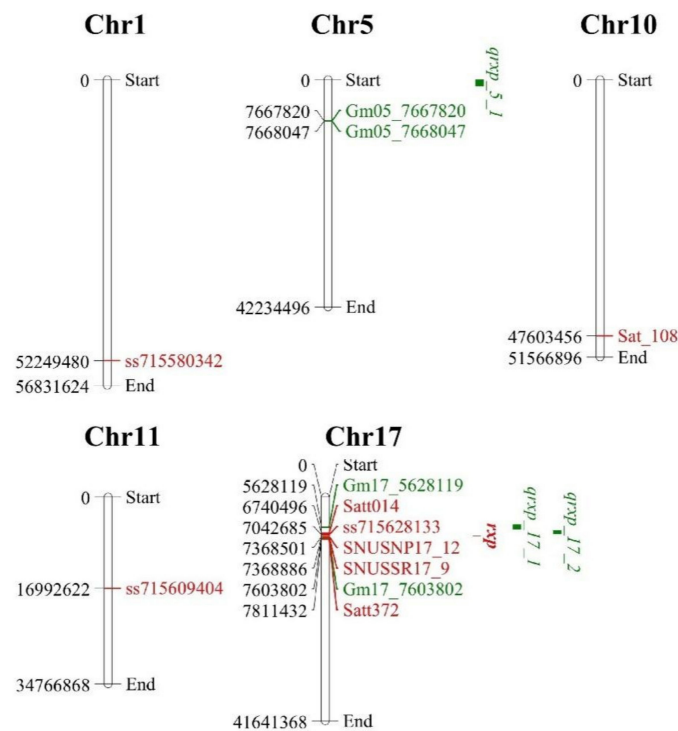 Chr1
0 Start
52249480 ss715580342
56831624 End
Chr5
0 Start
7667820 Gm05_7667820
7668047 Gm05_7668047
42234496 End
qrxp_5_1
Chr10
0 Start
47603456 Sat_108
51566896 End
Chr11
0 Start
16992622 ss715609404
34766868 End
Chr17
0 Start
5628119 Gm17_5628119
6740496 Satt014
7042685 ss715628133
7368501 SNUSNP17_12
7368886 SNUSSR17_9
7603802 Gm17_7603802
7811432 Satt372
41641368 End
rxp
qrxp_17_1
qrxp_17_2